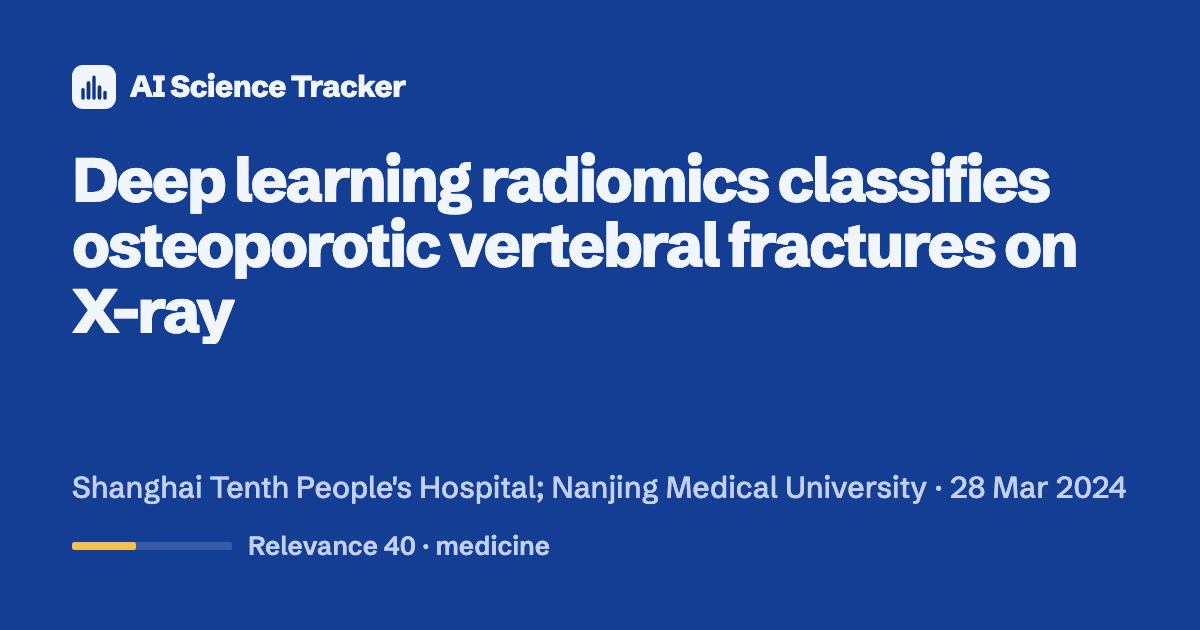 AI Science Tracker
Deep learning radiomics classifies
osteoporotic vertebral fractures on
X-ray
Shanghai Tenth People's Hospital; Nanjing Medical University · 28 Mar 2024
Relevance 40 · medicine